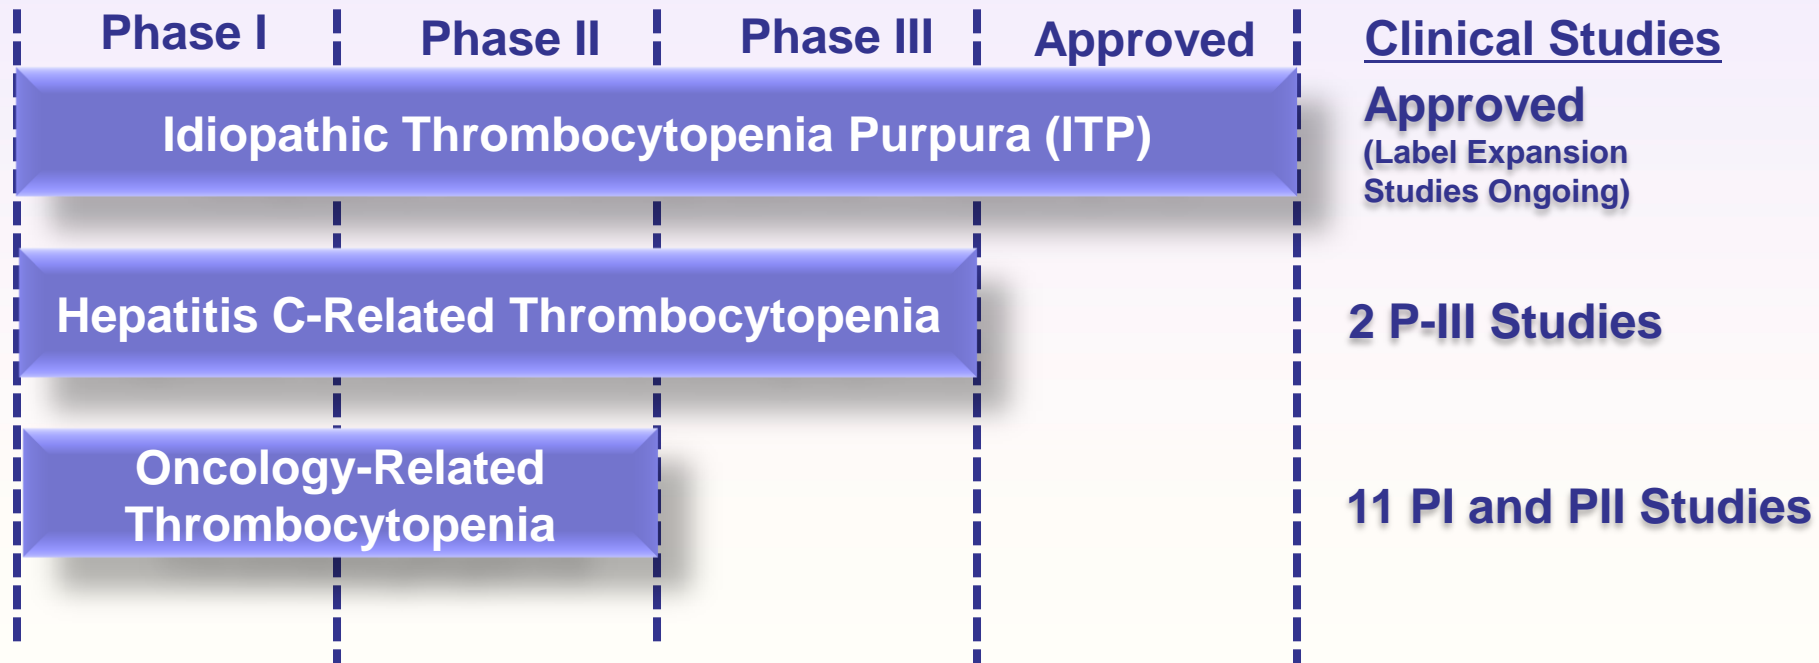 Phase I
Phase II
Phase III
Approved
Clinical Studies
Idiopathic Thrombocytopenia Purpura (ITP)
Approved
(Label Expansion
Studies Ongoing)
Hepatitis C-Related Thrombocytopenia
2 P-III Studies
Oncology-Related
Thrombocytopenia
11 PI and PII Studies